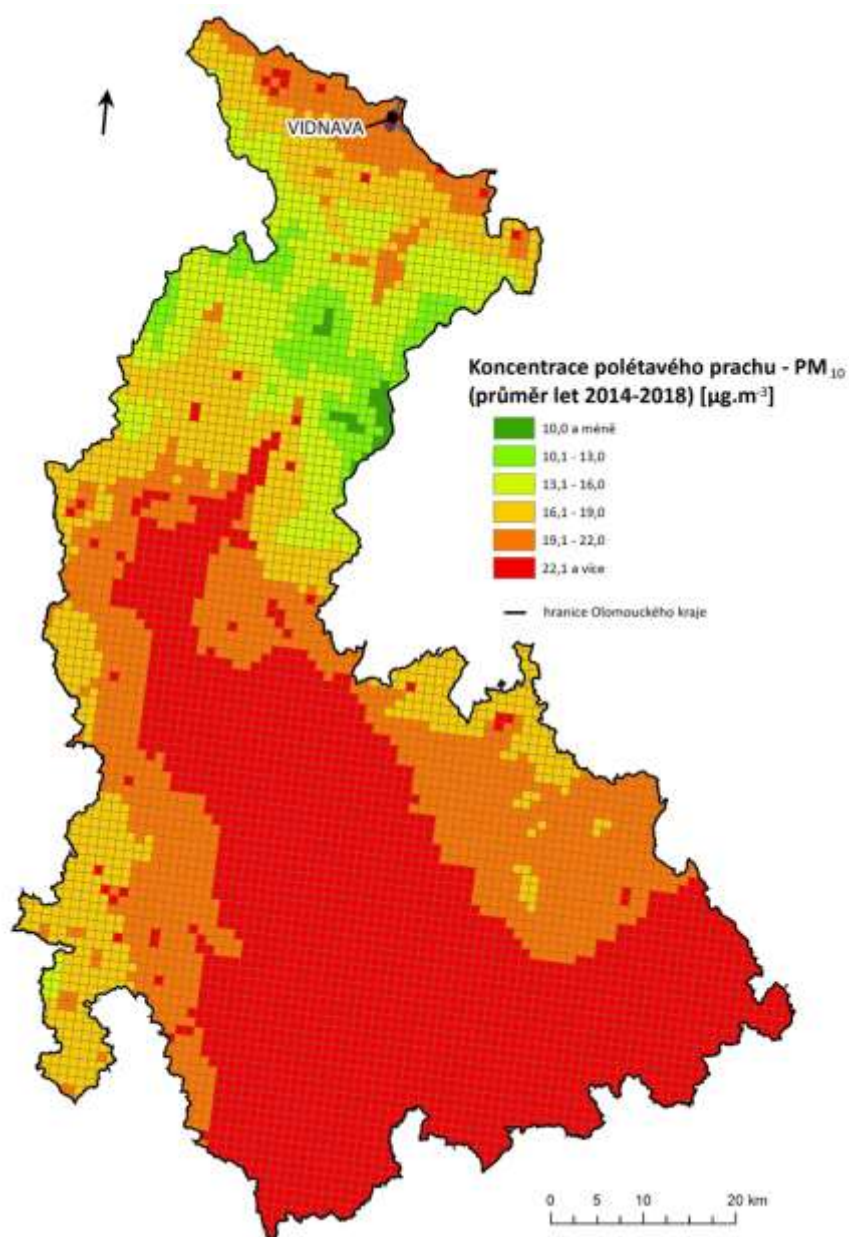 VIDNAVA
Koncentrace polétavého prachu - PM₁₀
(průměr let 2014-2018) [µg.m⁻³]
10,0 a méně
10,1 - 13,0
13,1 - 16,0
16,1 - 19,0
19,1 - 22,0
22,1 a více
hranice Olomouckého kraje
0 5 10 20 km